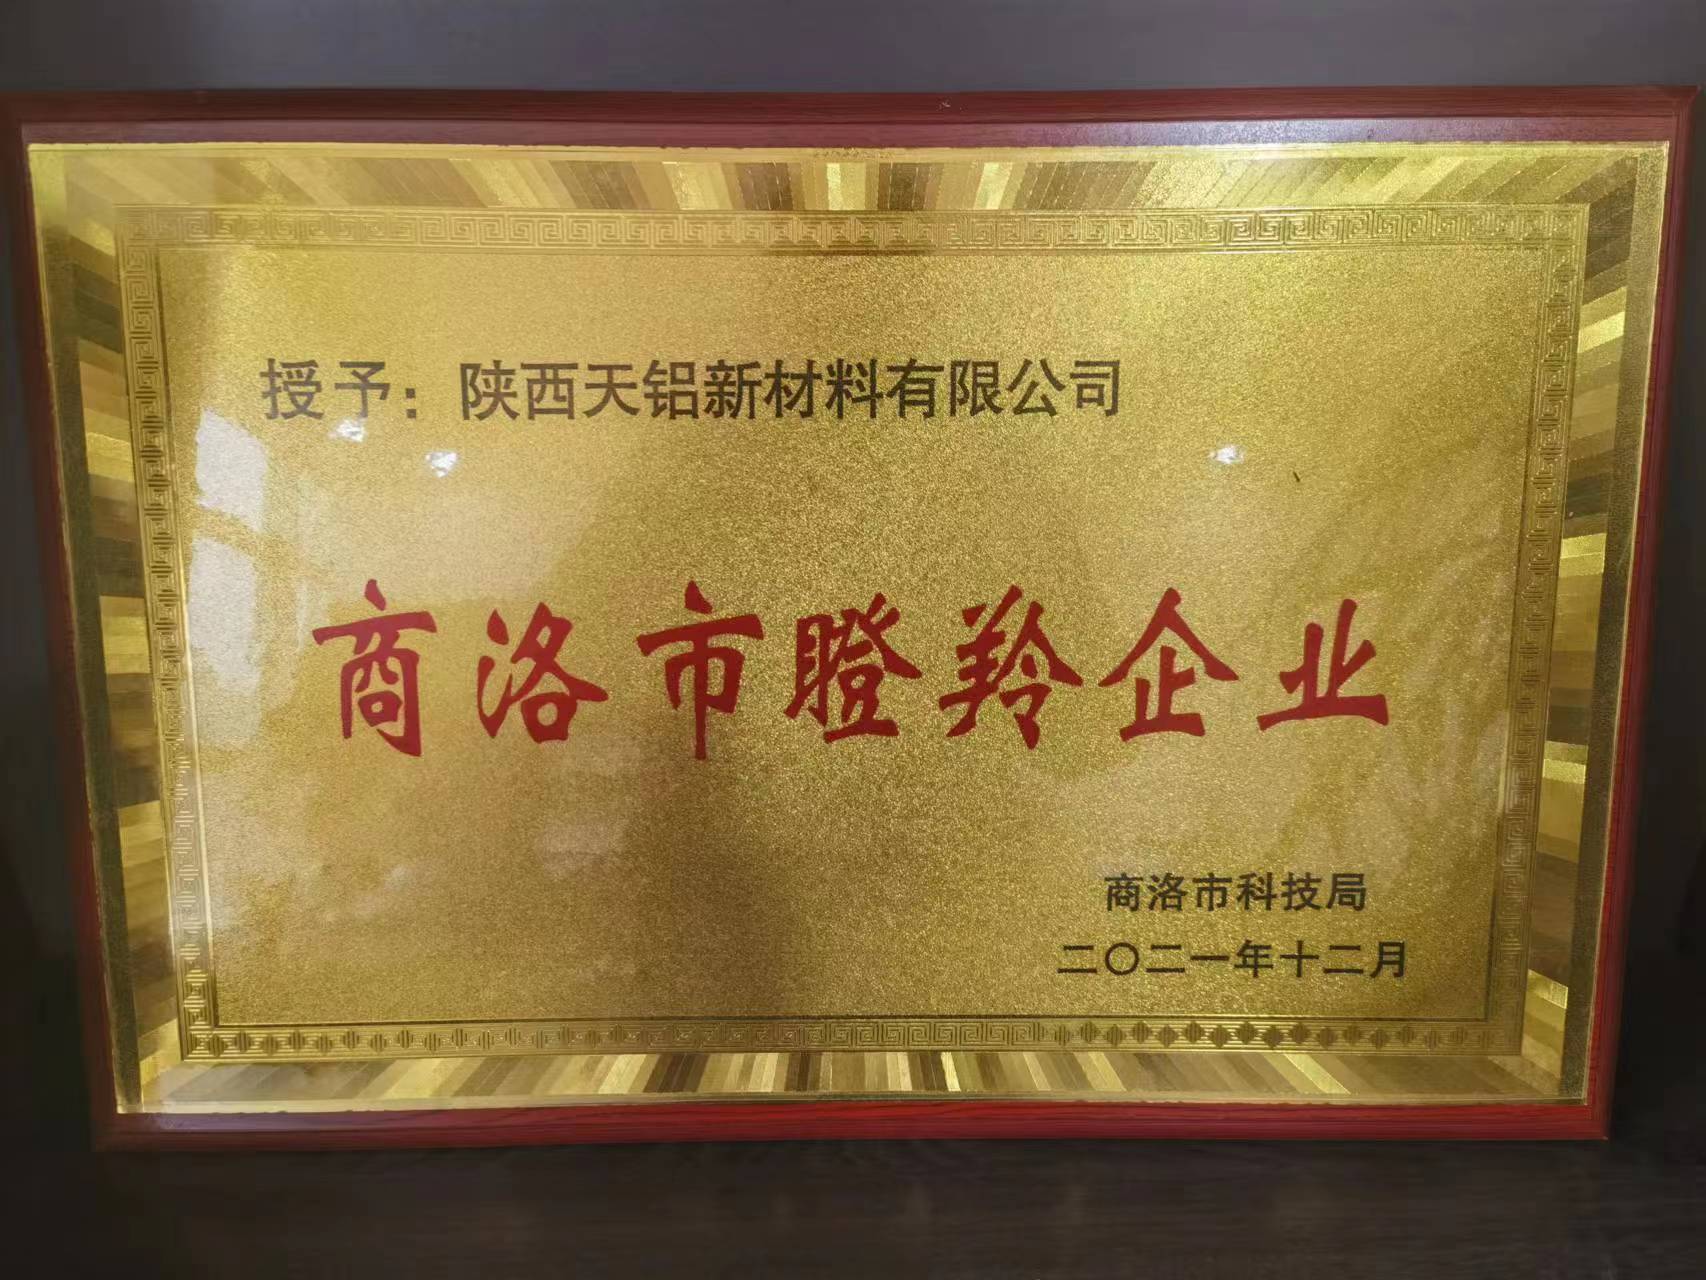 授予：陕西天铝新材料有限公司
商洛市瞪羚企业
商洛市科技局
二〇二一年十二月